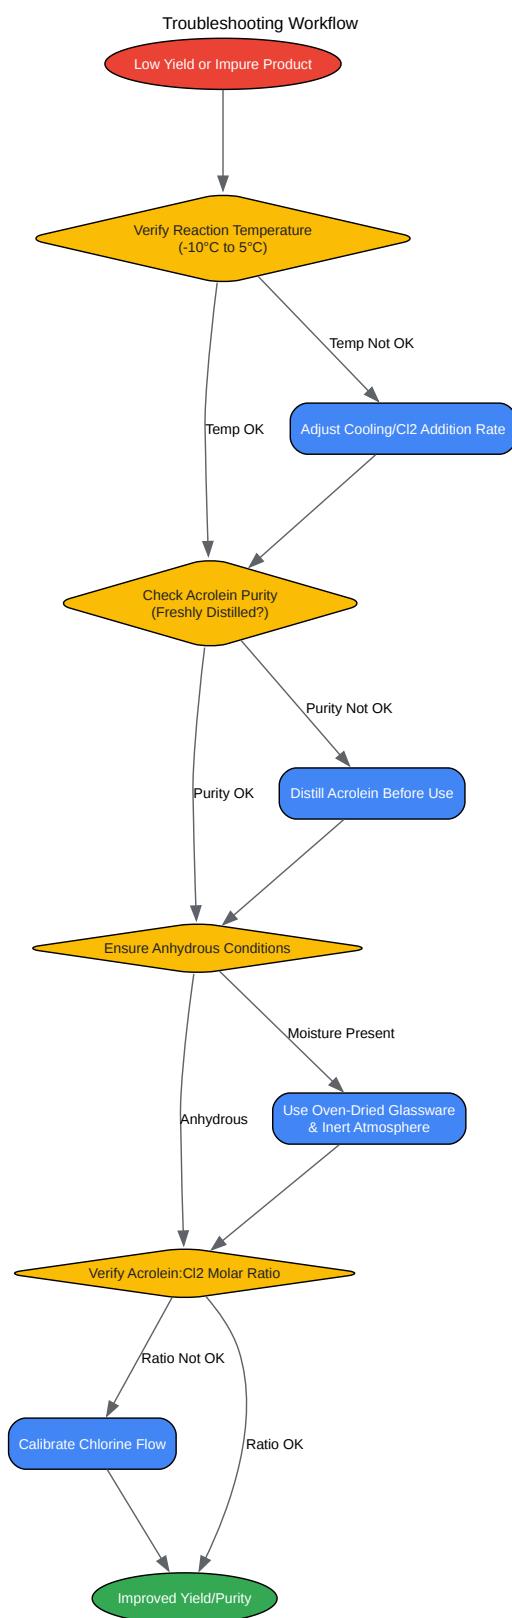 Troubleshooting Workflow
Low Yield or Impure Product
Verify Reaction Temperature
(-10°C to 5°C)
Temp Not OK
Temp OK
Adjust Cooling/Cl2 Addition Rate
Check Acrolein Purity
(Freshly Distilled?)
Purity Not OK
Purity OK
Distill Acrolein Before Use
Ensure Anhydrous Conditions
Moisture Present
Anhydrous
Use Oven-Dried Glassware
& Inert Atmosphere
Verify Acrolein:Cl2 Molar Ratio
Ratio Not OK
Calibrate Chlorine Flow
Ratio OK
Improved Yield/Purity